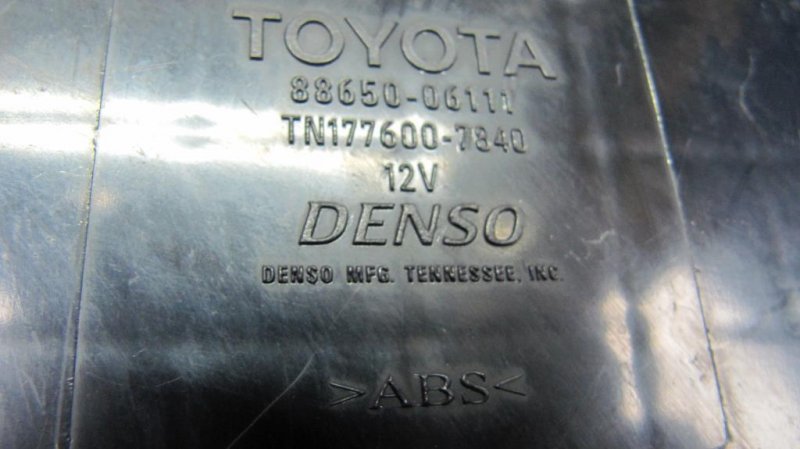 TOYOTA
88650-06111
TN177600-7840
12V
DENSO
DENSO MFG. TENNESSEE, INC.
>ABS<